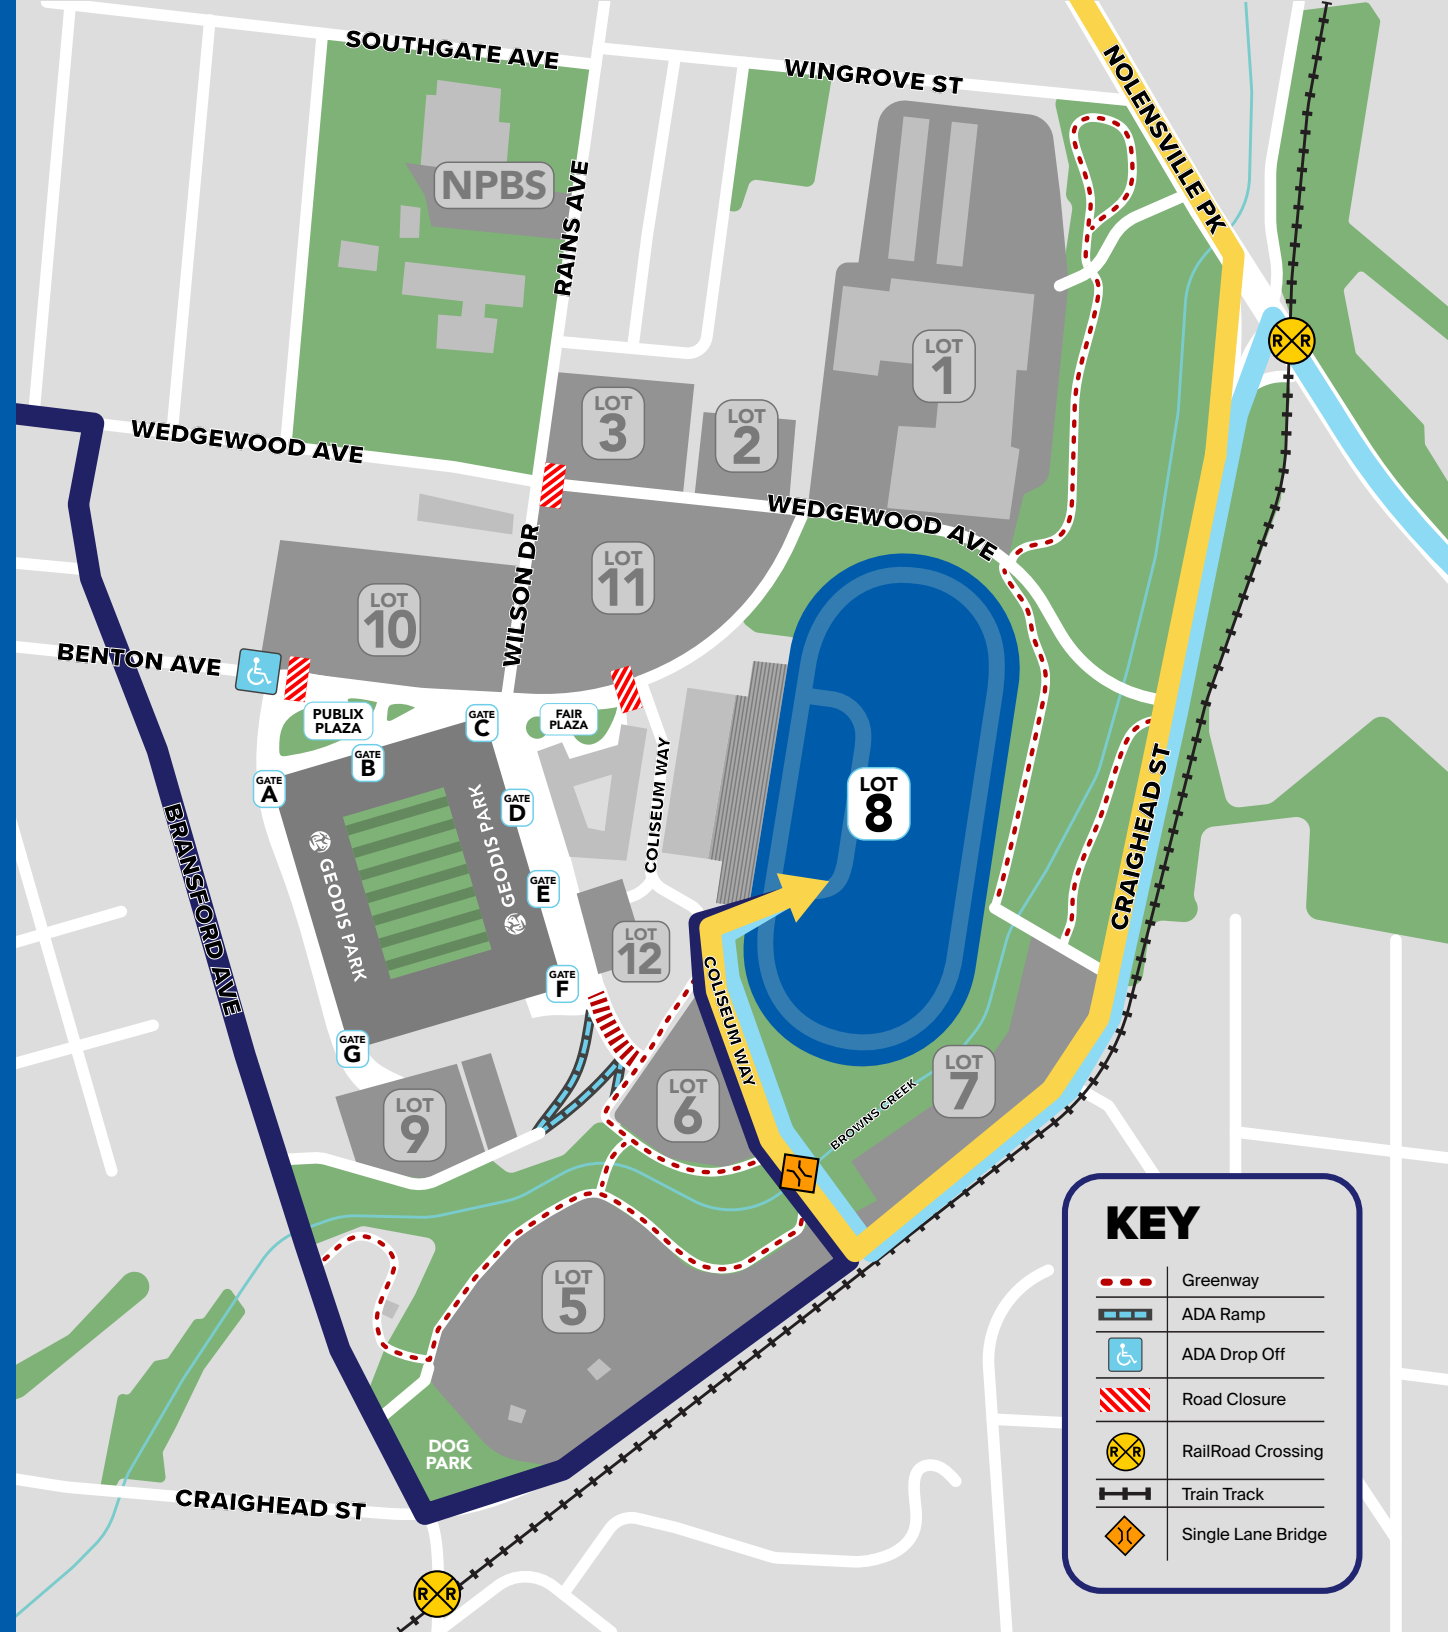 SOUTHGATE AVE
WINGROVE ST
NOLENSVILLE PK
NPBS
RAINS AVE
LOT
1
LOT
3
LOT
2
R R
WEDGEWOOD AVE
WEDGEWOOD AVE
WILSON DR
LOT
11
LOT
10
BENTON AVE
PUBLIX
PLAZA
GATE
C
FAIR
PLAZA
GATE
B
GATE
A
GATE
D
COLISEUM WAY
LOT
8
CRAIGHEAD ST
GEODIS PARK
GEODIS PARK
BRANSFORD AVE
GATE
E
LOT
12
GATE
F
COLISEUM WAY
GATE
G
LOT
9
LOT
6
LOT
7
BROWNS CREEK
LOT
5
DOG
PARK
CRAIGHEAD ST
R R
KEY
Greenway
ADA Ramp
ADA Drop Off
Road Closure
R R
RailRoad Crossing
Train Track
Single Lane Bridge